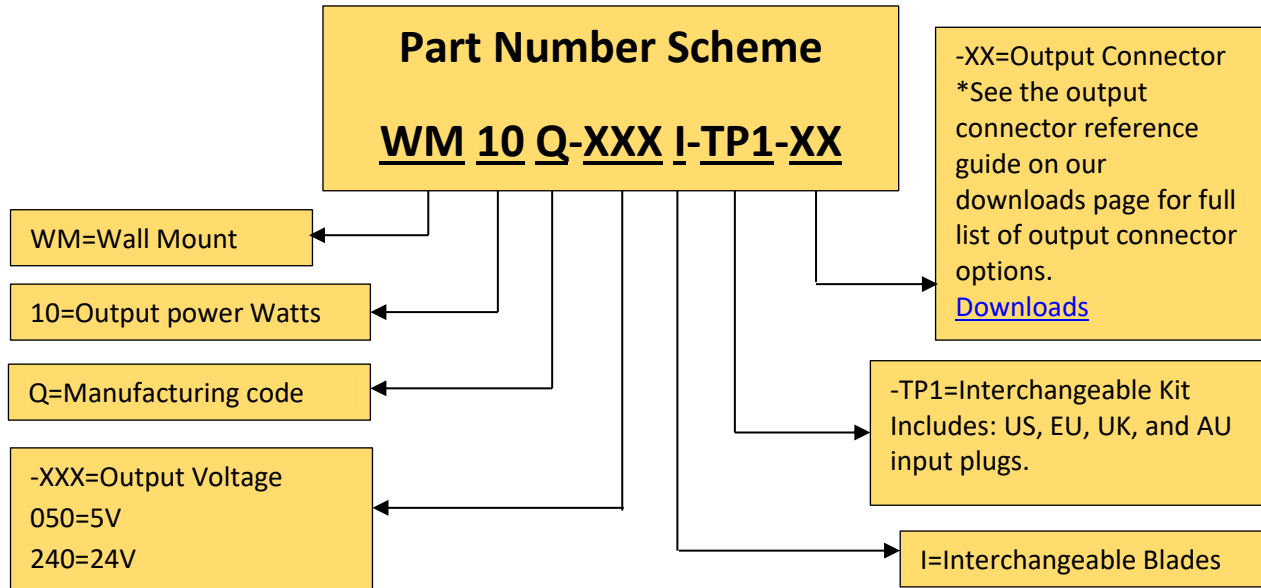 Part Number Scheme
WM 10 Q-XXX I-TP1-XX
-XX=Output Connector
*See the output
connector reference
guide on our
downloads page for full
list of output connector
options.
Downloads
WM=Wall Mount
10=Output power Watts
Q=Manufacturing code
-XXX=Output Voltage
050=5V
240=24V
-TP1=Interchangeable Kit
Includes: US, EU, UK, and AU
input plugs.
I=Interchangeable Blades